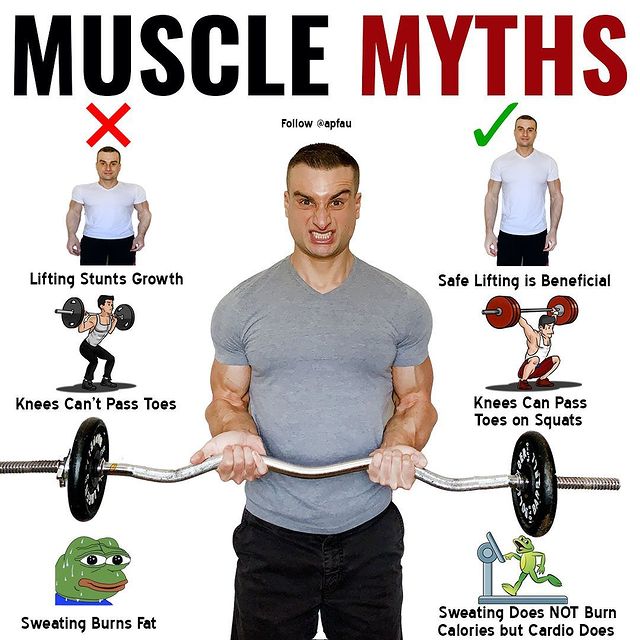 MUSCLE MYTHS
Follow @apfau
Lifting Stunts Growth
Safe Lifting is Beneficial
Knees Can't Pass Toes
Knees Can Pass
Toes on Squats
Sweating Burns Fat
Sweating Does NOT Burn
Calories but Cardio Does